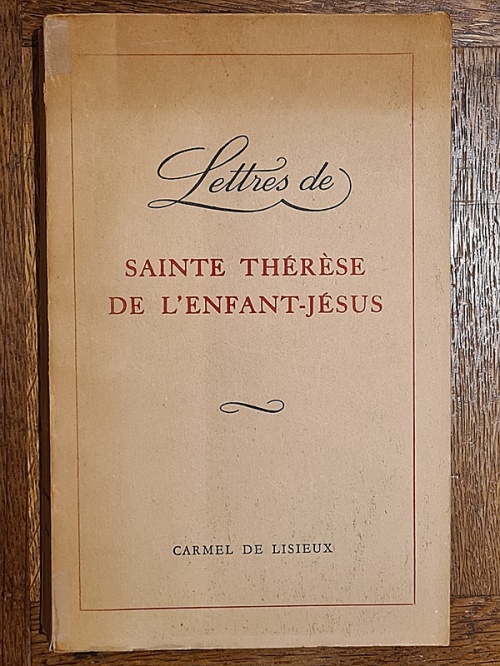 Lettres de
SAINTE THÉRÈSE
DE L'ENFANT-JÉSUS
CARMEL DE LISIEUX